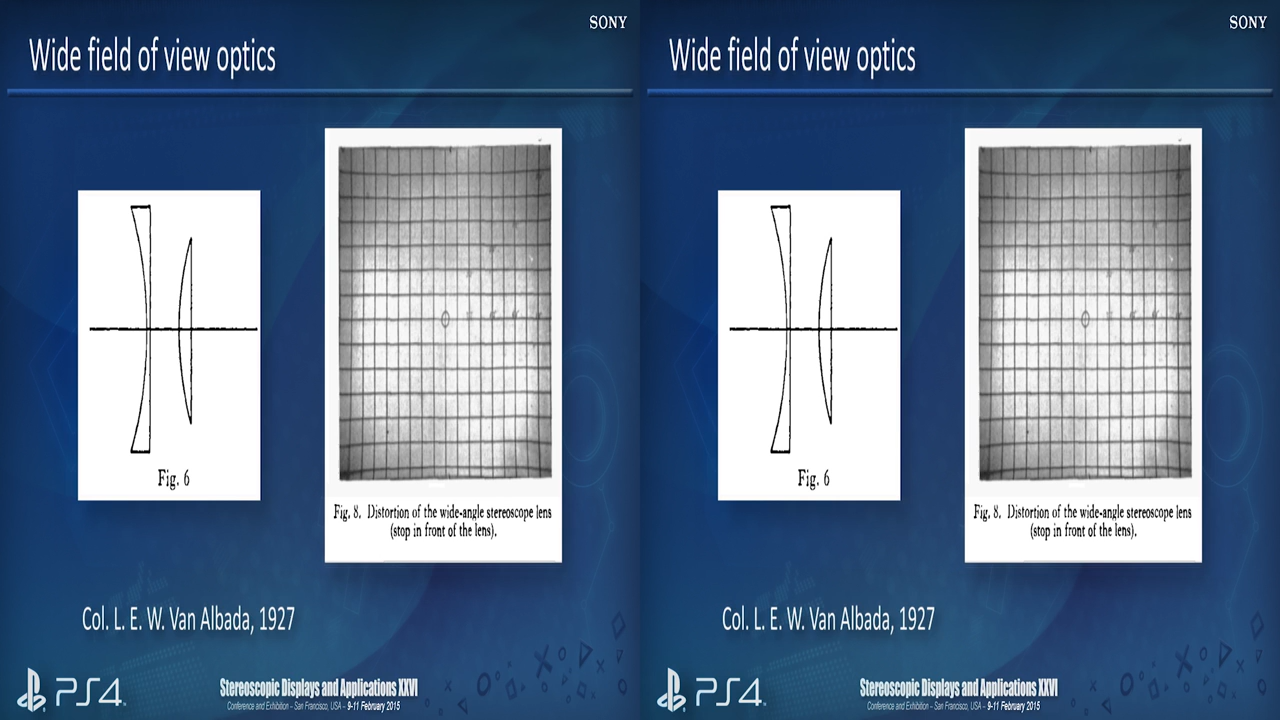 SONY
Wide field of view optics
Fig. 6
Fig. 8. Distortion of the wide-angle stereoscope lens
(stop in front of the lens).
Col. L. E. W. Van Albada, 1927
PS4
Stereoscopic Displays and Applications XXVI
Conference and Exhibition – San Francisco, USA – 9-11 February 2015
SONY
Wide field of view optics
Fig. 6
Fig. 8. Distortion of the wide-angle stereoscope lens
(stop in front of the lens).
Col. L. E. W. Van Albada, 1927
PS4
Stereoscopic Displays and Applications XXVI
Conference and Exhibition – San Francisco, USA – 9-11 February 2015